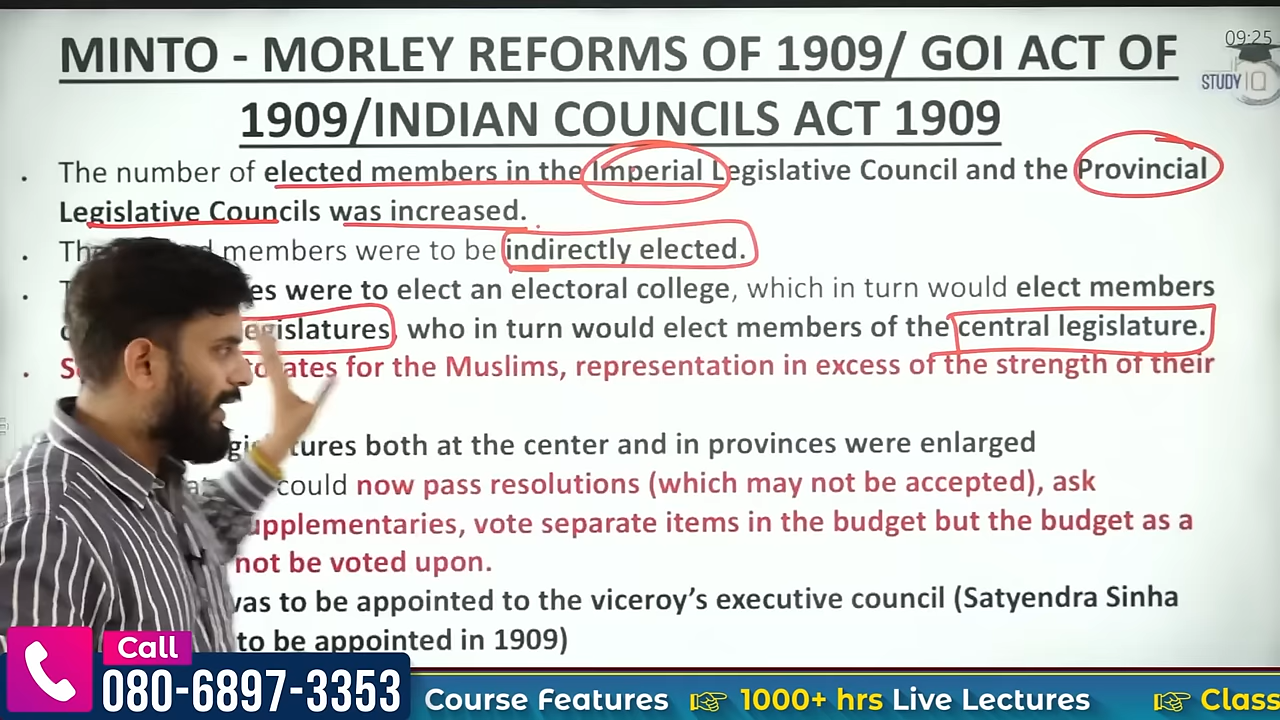 MINTO - MORLEY REFORMS OF 1909/ GOI ACT OF
1909/INDIAN COUNCILS ACT 1909
09:25
STUDY IQ
. The number of elected members in the Imperial Legislative Council and the Provincial
Legislative Councils was increased.
. members were to be indirectly elected.
. were to elect an electoral college, which in turn would elect members
who in turn would elect members of the central legislature.
. for the Muslims, representation in excess of the strength of their
both at the center and in provinces were enlarged
could now pass resolutions (which may not be accepted), ask
vote separate items in the budget but the budget as a
not be voted upon.
was to be appointed to the viceroy's executive council (Satyendra Sinha
to be appointed in 1909)
Call
080-6897-3353
Course Features 1000+ hrs Live Lectures Class